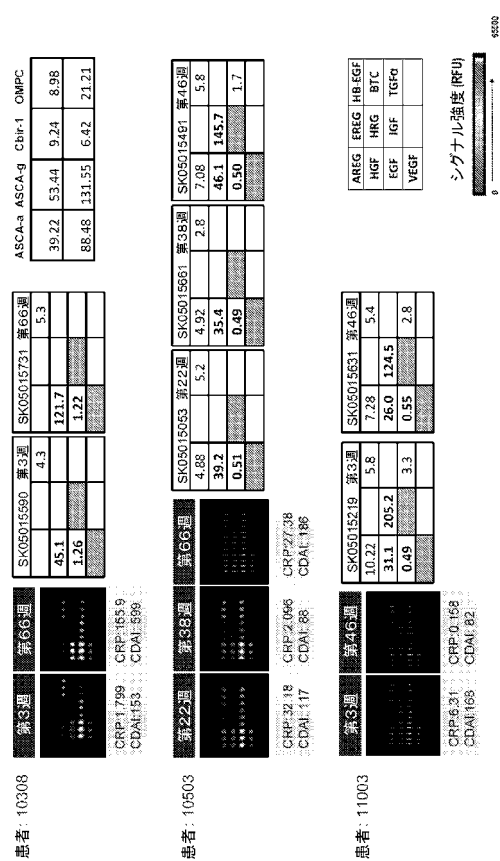 患者: 10308
第3週 第66週
CRP:1.799 CRP:155.9
CDAI:153 CDAI: 599
SK05015590 第3週
4.3
45.1
1.26
SK05015731 第66週
5.3
121.7
1.22
ASCA-a ASCA-g Cbir-1 OMPC
39.22 53.44 9.24 8.98
88.48 131.55 6.42 21.21
患者: 10503
第22週 第38週 第66週
CRP:32.18 CRP:2.096 CRP:27.38
CDAI: 117 CDAI: 88 CDAI: 186
SK05015053 第22週
4.88 5.2
39.2
0.51
SK05015661 第38週
4.92 2.8
35.4
0.49
SK05015491 第46週
7.08 5.8
46.1 145.7
0.50 1.7
患者: 11003
第3週 第46週
CRP:6.31 CRP:0.158
CDAI:168 CDAI: 82
SK05015219 第3週
10.22 5.8
31.1 205.2
0.49 3.3
SK05015631 第46週
7.28 5.4
26.0 124.5
0.55 2.8
AREG EREG HB-EGF
HGF HRG BTC
EGF IGF TGFα
VEGF
シグナル強度 (RFU)
0 65000